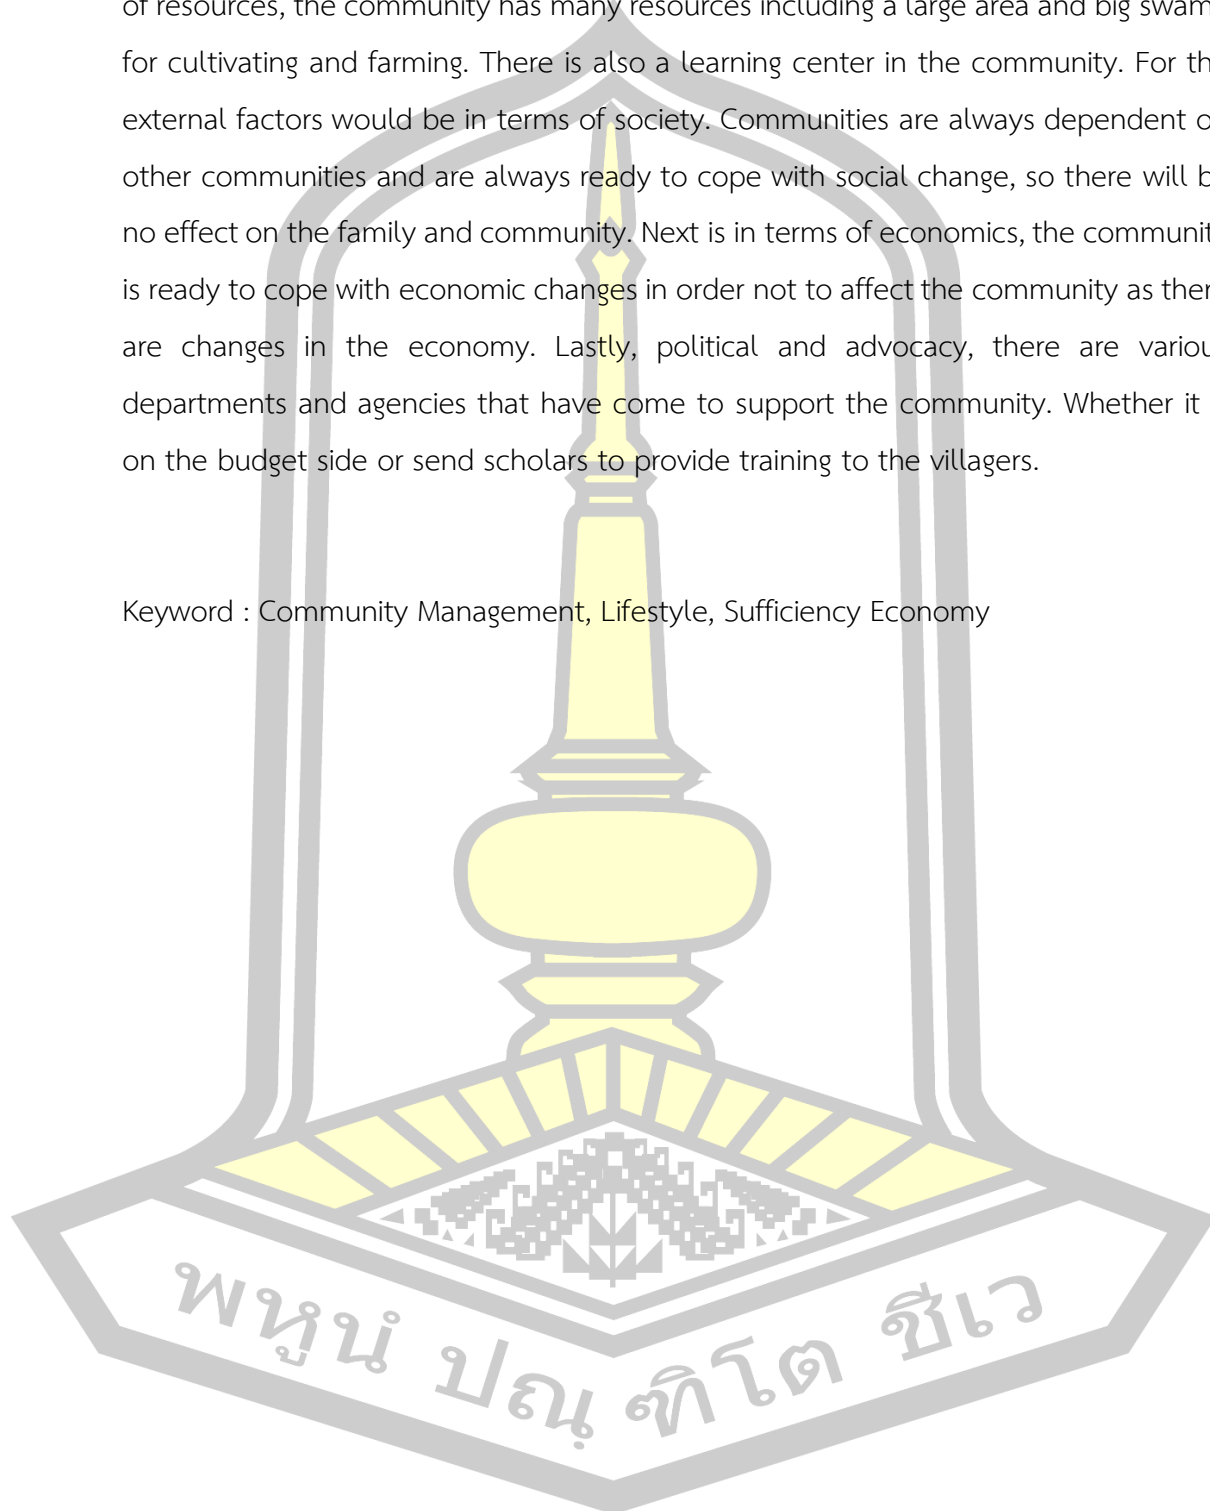 of resources, the community has many resources including a large area and big swam
for cultivating and farming. There is also a learning center in the community. For th
external factors would be in terms of society. Communities are always dependent o
other communities and are always ready to cope with social change, so there will b
no effect on the family and community. Next is in terms of economics, the communit
is ready to cope with economic changes in order not to affect the community as ther
are changes in the economy. Lastly, political and advocacy, there are variou
departments and agencies that have come to support the community. Whether it
on the budget side or send scholars to provide training to the villagers.
Keyword : Community Management, Lifestyle, Sufficiency Economy
พหูนํ ปณฺ ฑิโต ชีเว